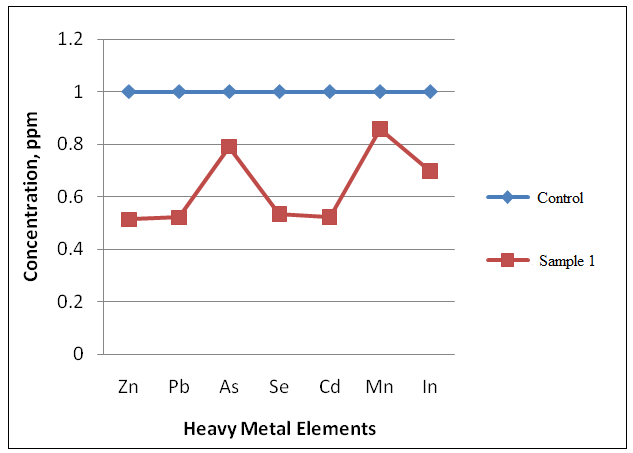 1.2
1
0.8
0.6
0.4
0.2
0
Concentration, ppm
Zn Pb As Se Cd Mn In
Heavy Metal Elements
Control
Sample 1